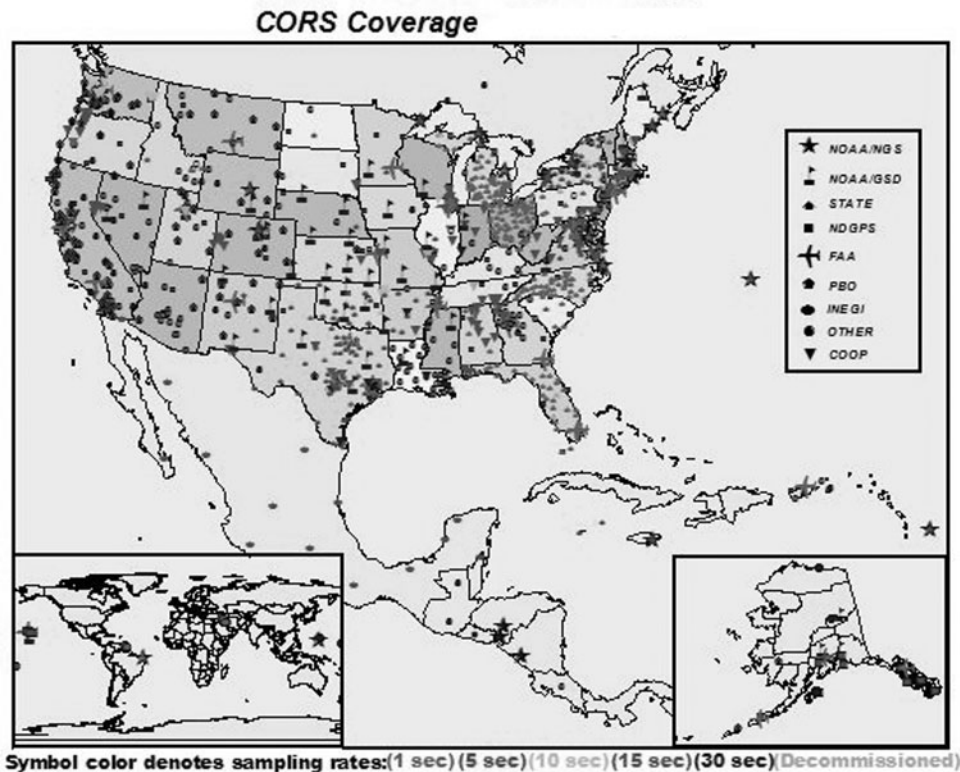 CORS Coverage
NOAA/NGS
NOAA/GSD
STATE
NDGPS
FAA
PBO
INEGI
OTHER
COOP
Symbol color denotes sampling rates:(1 sec)(5 sec)(10 sec)(15 sec)(30 sec)(Decommissioned)